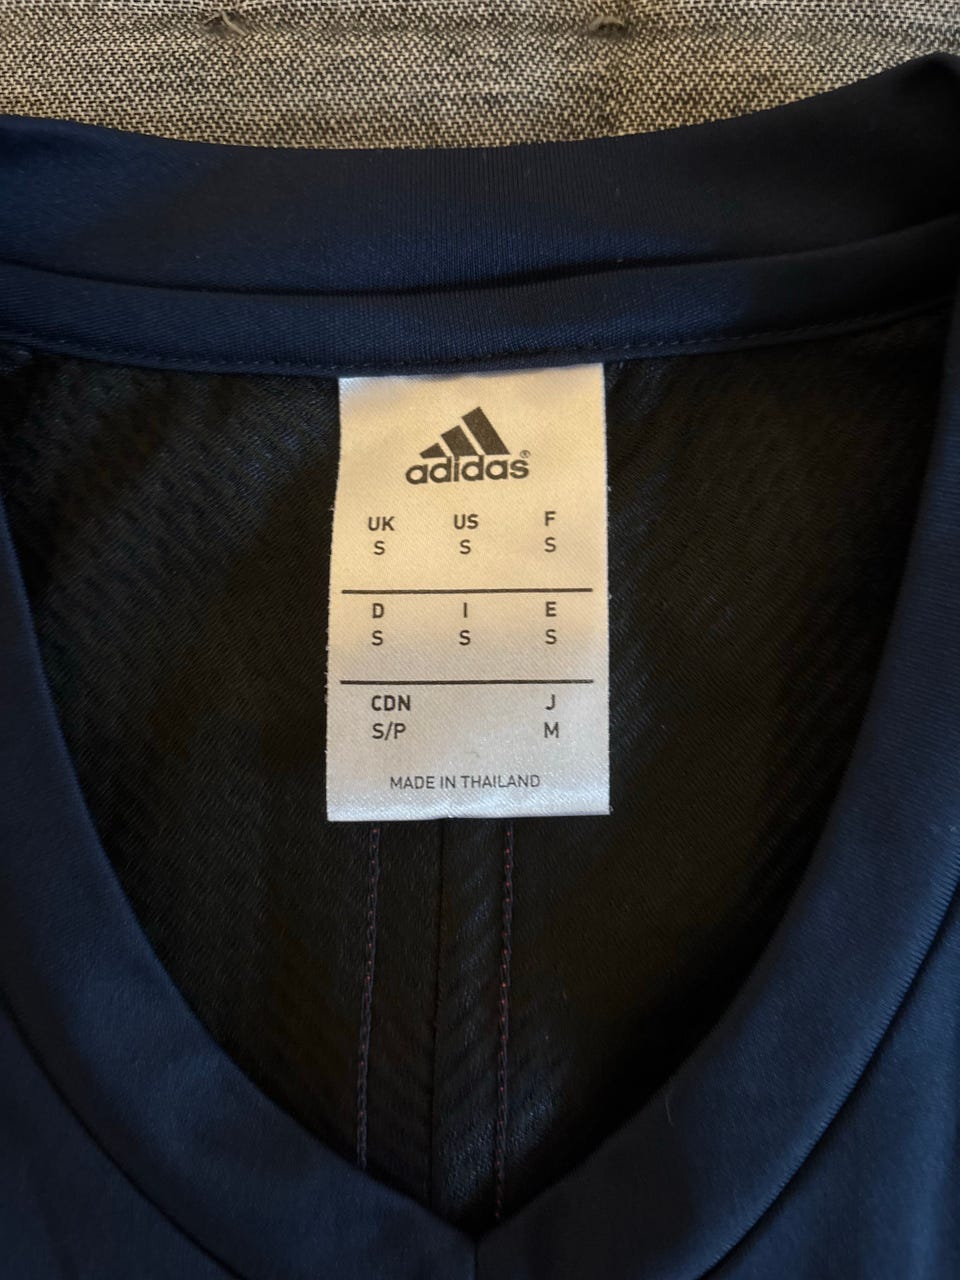 adidas®
UK US F
S S S
D I E
S S S
CDN J
S/P M
MADE IN THAILAND